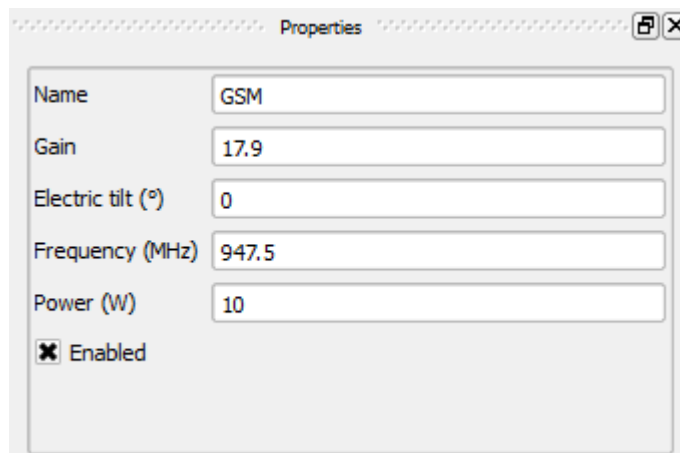 Properties
Name GSM
Gain 17.9
Electric tilt (º) 0
Frequency (MHz) 947.5
Power (W) 10
Enabled